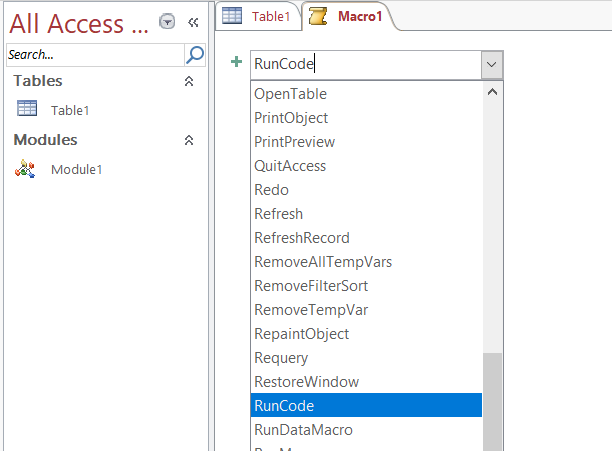 All Access ...
Search...
Tables
Table1
Modules
Module1
Table1
Macro1
RunCode
OpenTable
PrintObject
PrintPreview
QuitAccess
Redo
Refresh
RefreshRecord
RemoveAllTempVars
RemoveFilterSort
RemoveTempVar
RepaintObject
Requery
RestoreWindow
RunCode
RunDataMacro